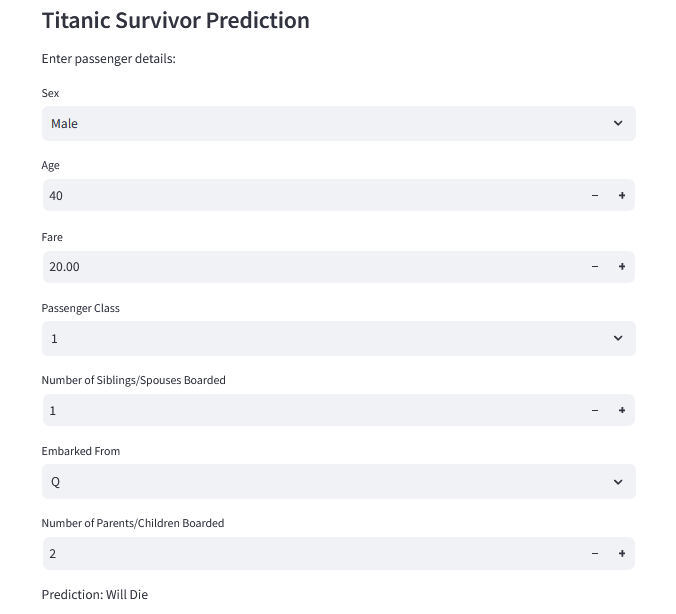 Titanic Survivor Prediction
Enter passenger details:
Sex
Male
Age
40
Fare
20.00
Passenger Class
1
Number of Siblings/Spouses Boarded
1
Embarked From
Q
Number of Parents/Children Boarded
2
Prediction: Will Die